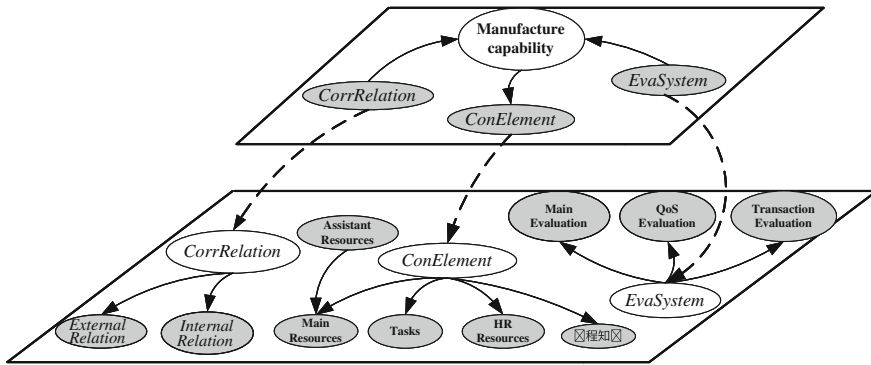 Manufacture
capability
CorrRelation
EvaSystem
ConElement
Main
Evaluation
QoS
Evaluation
Transaction
Evaluation
Assistant
Resources
CorrRelation
ConElement
EvaSystem
External
Relation
Internal
Relation
Main
Resources
Tasks
HR
Resources
程知